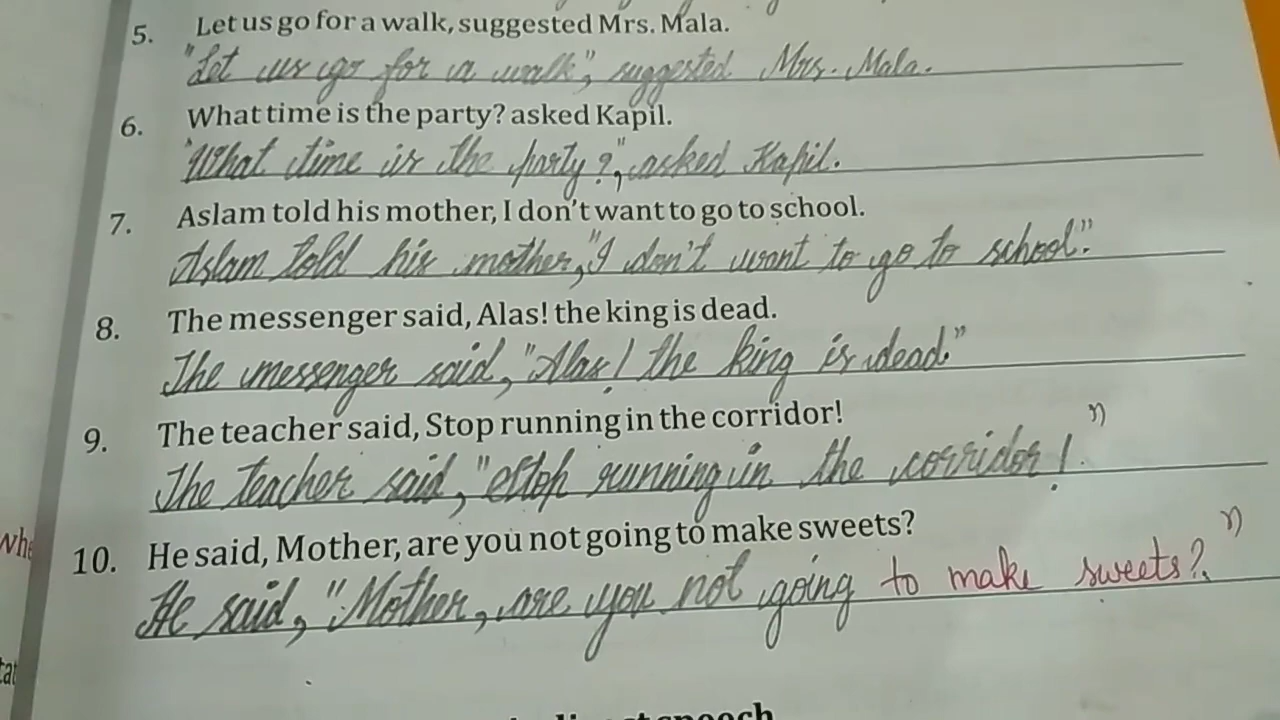 5. Let us go for a walk, suggested Mrs. Mala.
"Let us go for a walk", suggested Mrs. Mala.
6. What time is the party? asked Kapil.
"What time is the party?", asked Kapil.
7. Aslam told his mother, I don't want to go to school.
Aslam told his mother, "I don't want to go to school."
8. The messenger said, Alas! the king is dead.
The messenger said, "Alas! the king is dead."
9. The teacher said, Stop running in the corridor!
The teacher said, "Stop running in the corridor!"
10. He said, Mother, are you not going to make sweets?
He said, "Mother, are you not going to make sweets?"
speech